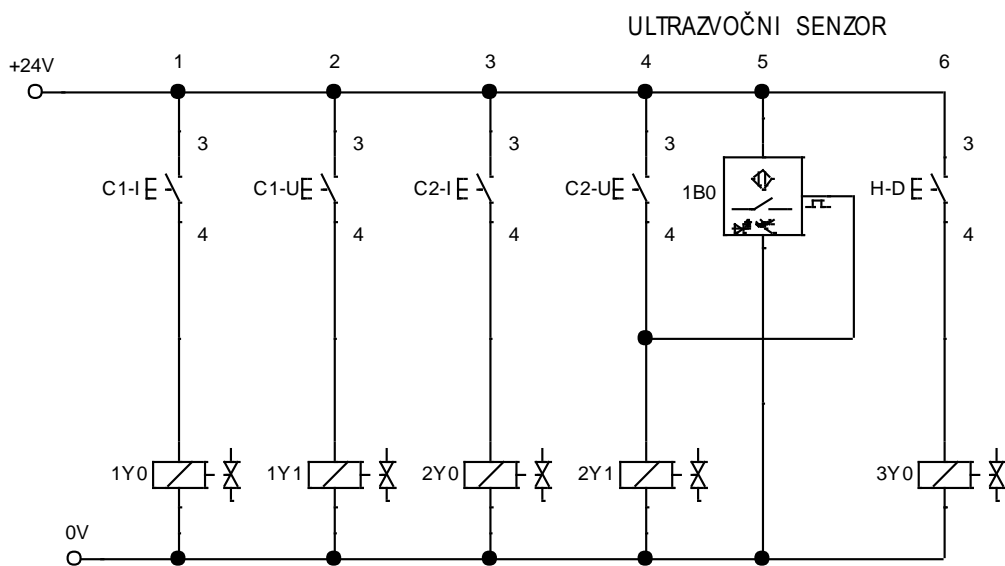 ULTRAZVOČNI SENZOR
1 2 3 4 5 6
+24V
3 3 3 3 3
C1-I C1-U C2-I C2-U 1B0 H-D
4 4 4 4 4
1Y0 1Y1 2Y0 2Y1 3Y0
0V